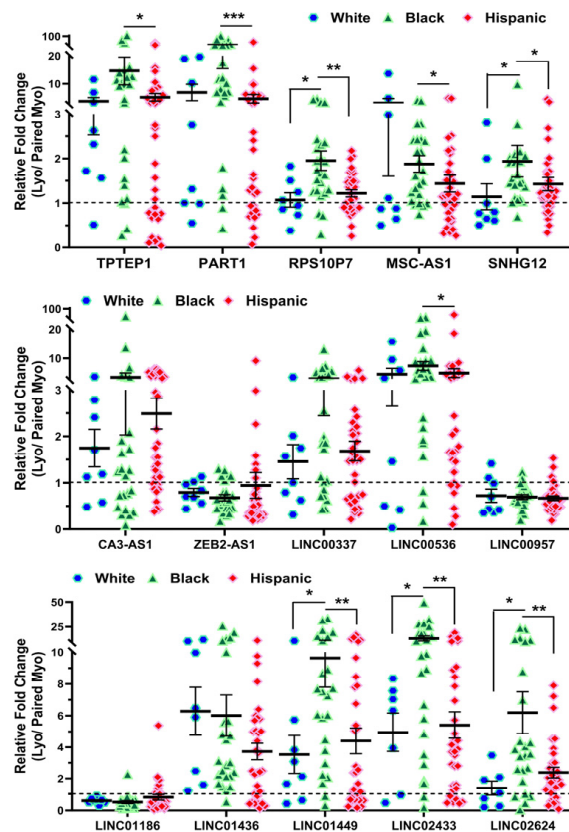 White Black Hispanic
Relative Fold Change
(Lyo/ Paired Myo)
100
20
10
3
2
1
0
* *** * ** * * *
TPTEP1 PART1 RPS10P7 MSC-AS1 SNHG12
White Black Hispanic
Relative Fold Change
(Lyo/ Paired Myo)
100
20
10
3
2
1
0
*
CA3-AS1 ZEB2-AS1 LINC00337 LINC00536 LINC00957
White Black Hispanic
Relative Fold Change
(Lyo/ Paired Myo)
50
25
10
8
6
4
2
0
* ** * ** * **
LINC01186 LINC01436 LINC01449 LINC02433 LINC02624